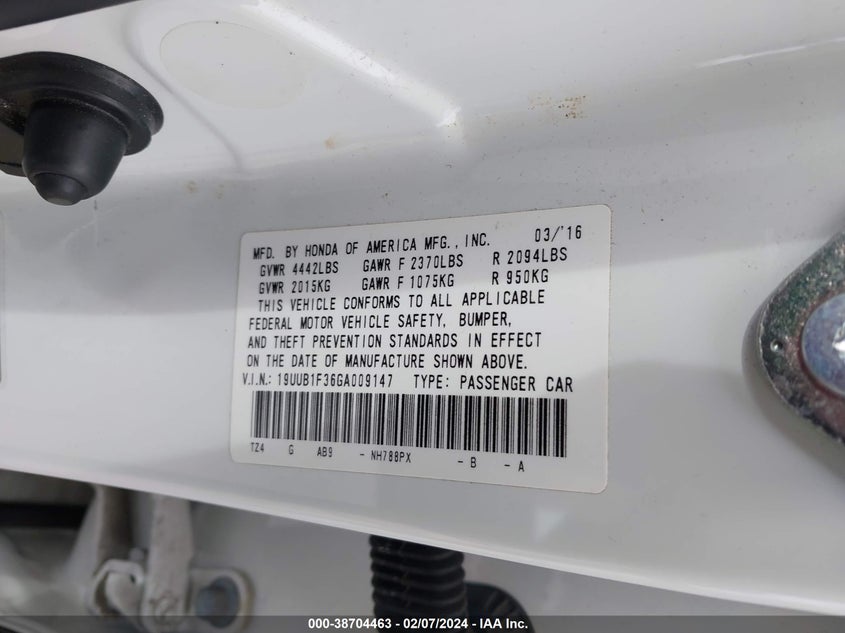 MFD. BY HONDA OF AMERICA MFG., INC. 03/'16
GVWR 4442LBS GAWR F 2370LBS R 2094LBS
GVWR 2015KG GAWR F 1075KG R 950KG
THIS VEHICLE CONFORMS TO ALL APPLICABLE
FEDERAL MOTOR VEHICLE SAFETY, BUMPER,
AND THEFT PREVENTION STANDARDS IN EFFECT
ON THE DATE OF MANUFACTURE SHOWN ABOVE.
V.I.N.: 19UUB1F36GA009147 TYPE: PASSENGER CAR
TZ4 G AB9 - NH788PX - B - A
000-38704463 - 02/07/2024 - IAA Inc.